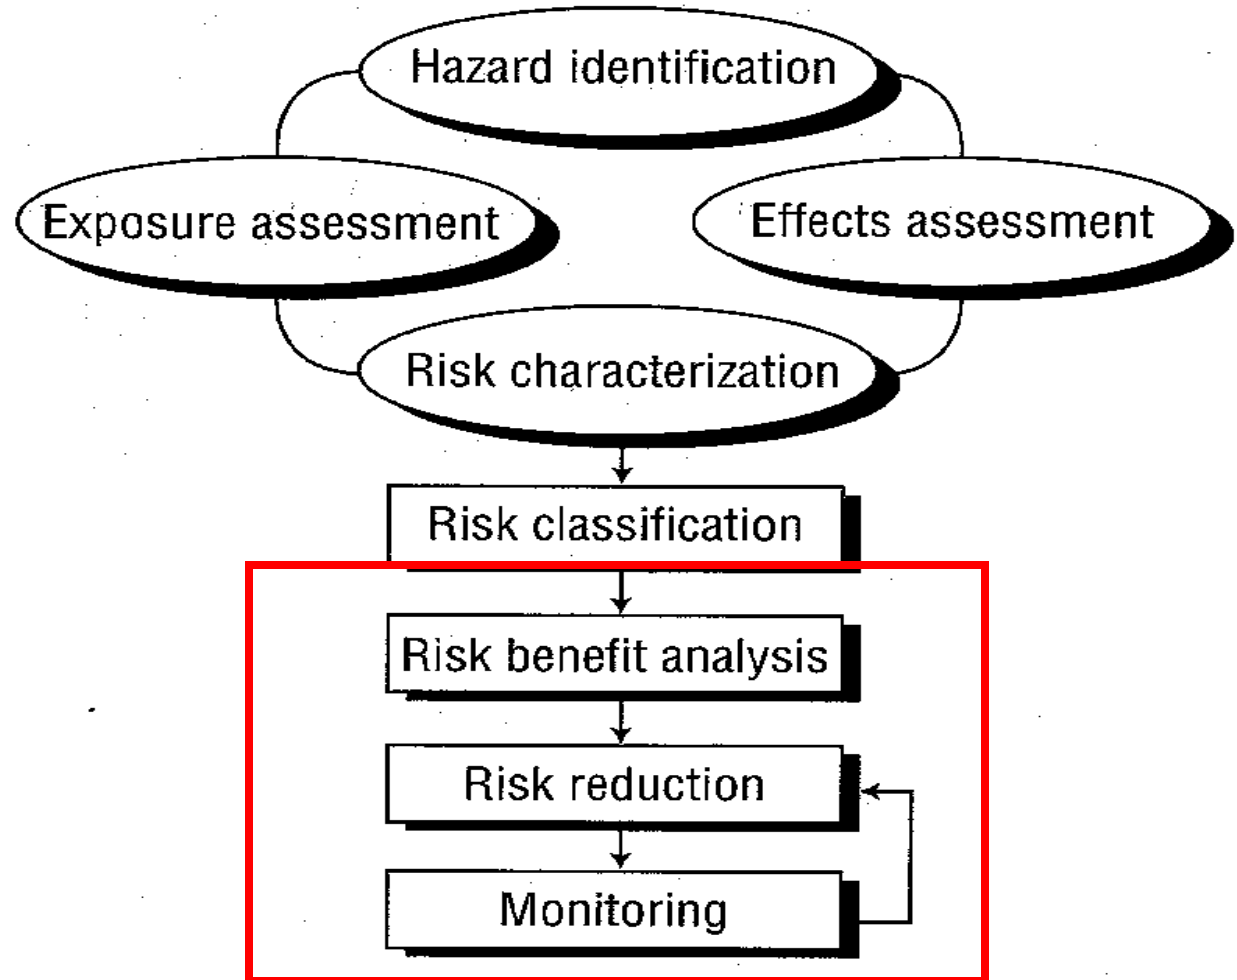 Hazard identification
Exposure assessment
Effects assessment
Risk characterization
Risk classification
Risk benefit analysis
Risk reduction
Monitoring